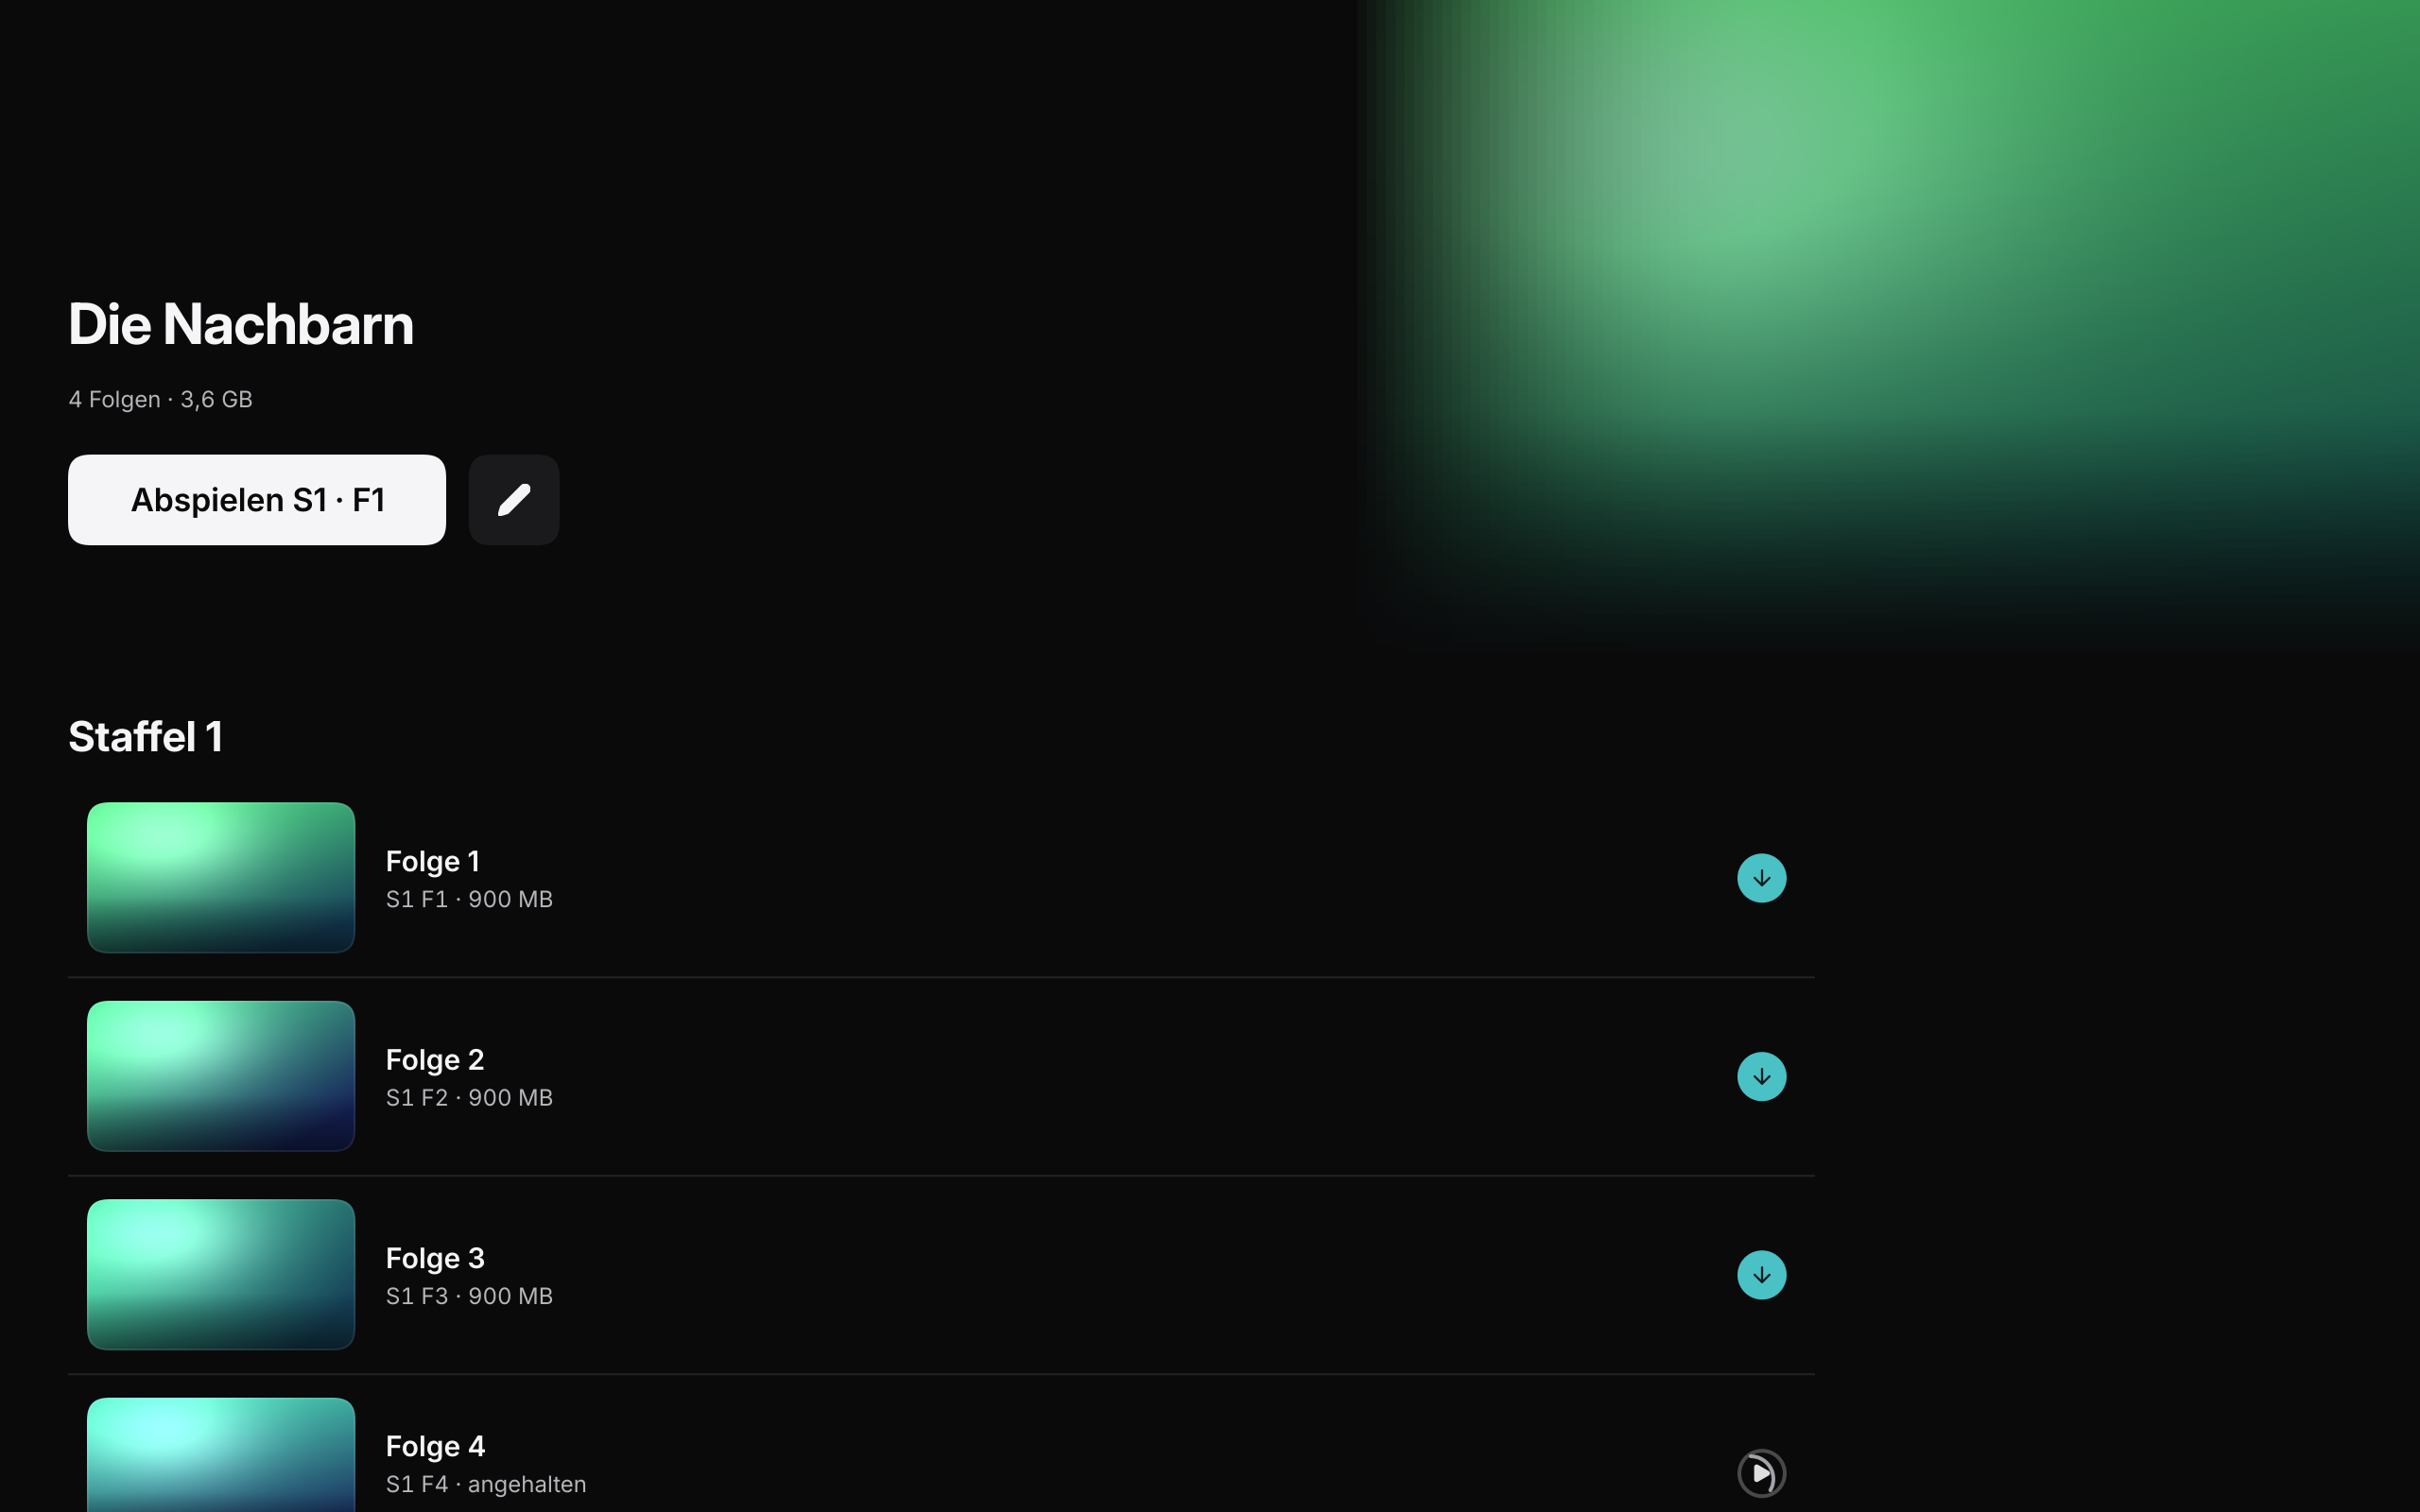 Die Nachbarn
4 Folgen · 3,6 GB
Abspielen S1 · F1
Staffel 1
Folge 1
S1 F1 · 900 MB
Folge 2
S1 F2 · 900 MB
Folge 3
S1 F3 · 900 MB
Folge 4
S1 F4 · angehalten